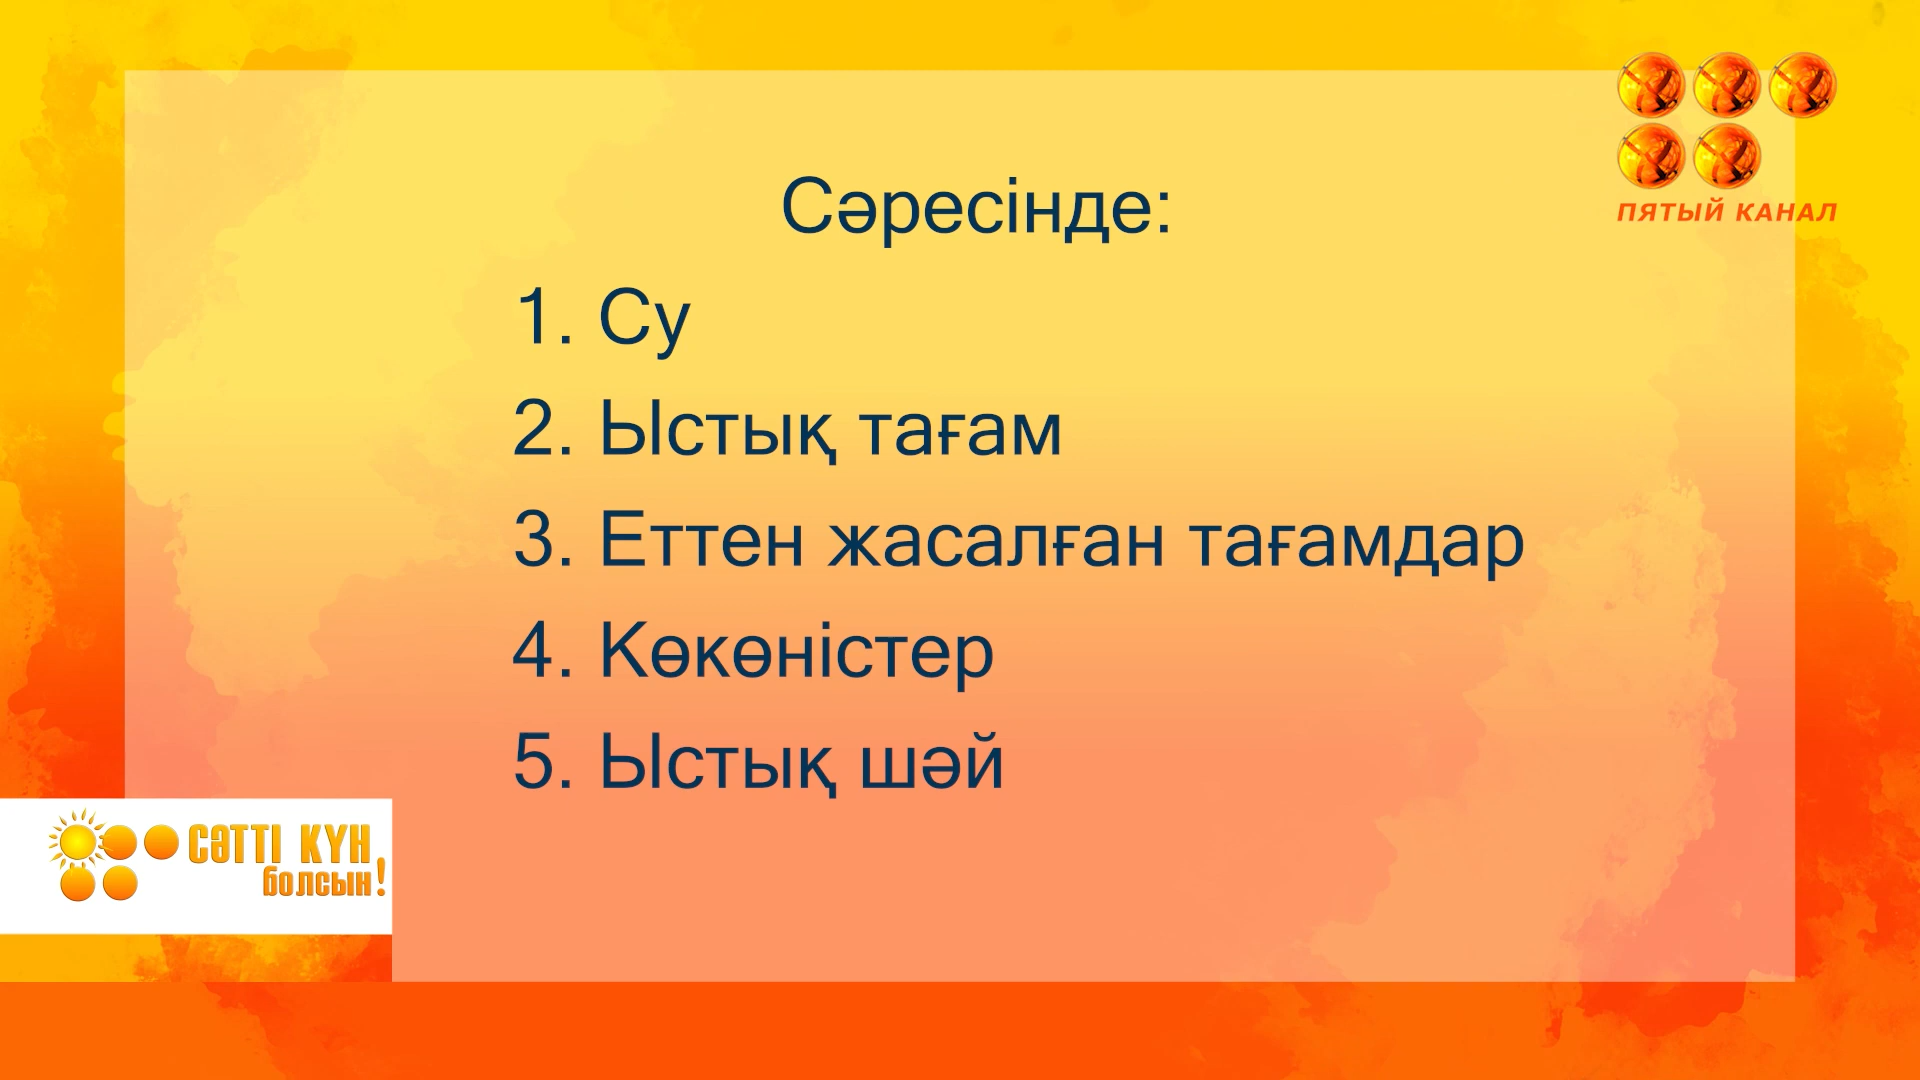 ПЯТЫЙ КАНАЛ
Сәресінде:
1. Су
2. Ыстық тағам
3. Еттен жасалған тағамдар
4. Көкөністер
5. Ыстық шәй
СӘТТІ КҮН
болсын!